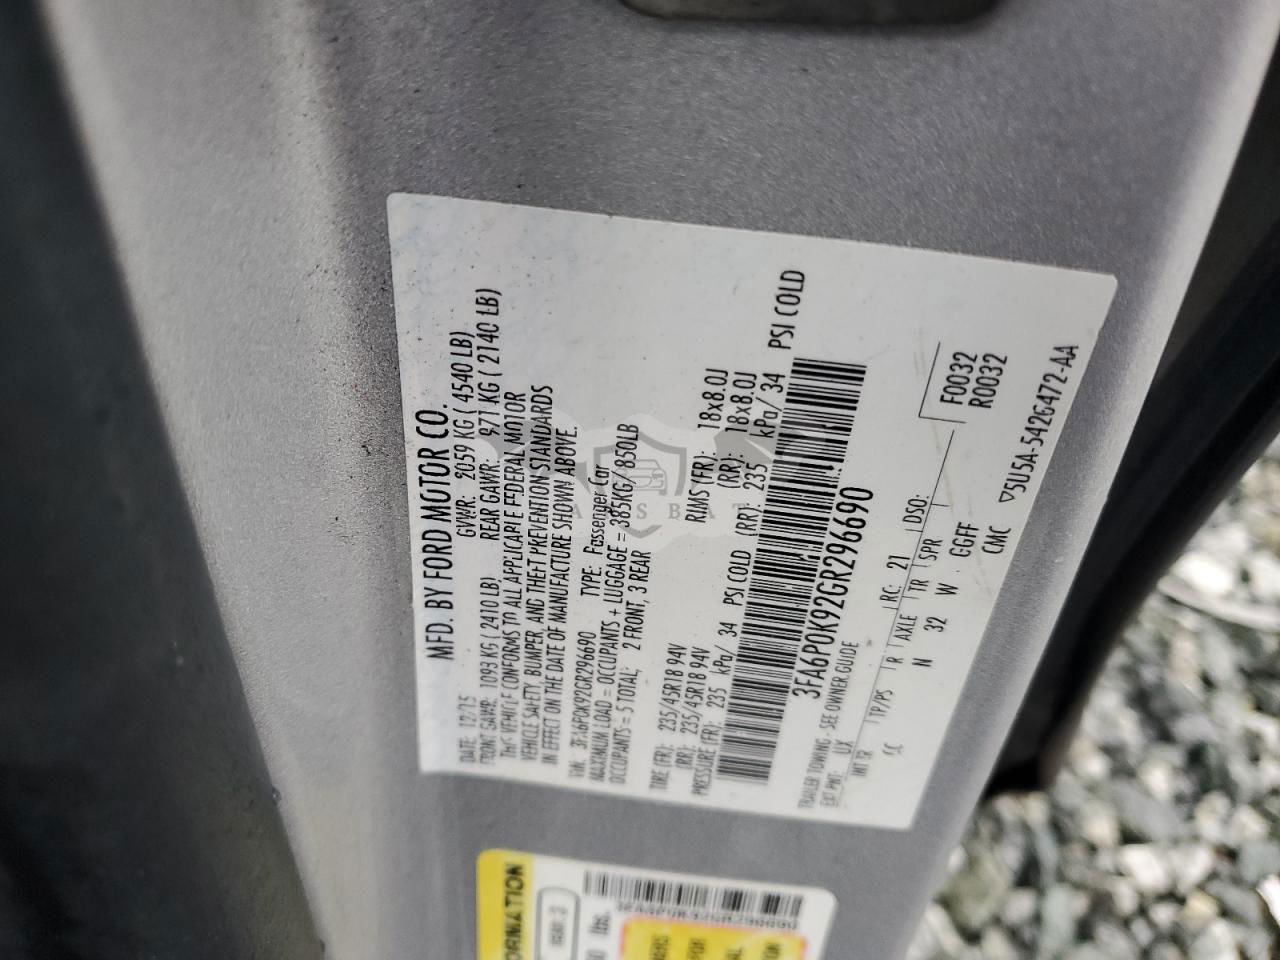 MFD. BY FORD MOTOR CO.
DATE: 12/15 GVWR: 2059 KG ( 4540 LB)
FRONT GAWR: 1093 KG ( 2410 LB) REAR GAWR: 971 KG ( 2140 LB)
THIS VEHICLE CONFORMS TO ALL APPLICABLE FEDERAL MOTOR
VEHICLE SAFETY, BUMPER, AND THEFT PREVENTION STANDARDS
IN EFFECT ON THE DATE OF MANUFACTURE SHOWN ABOVE.
VIN: 3FA6P0K92GR296690 TYPE: Passenger Car
MAXIMUM LOAD = OCCUPANTS + LUGGAGE = 385KG/ 850LB
OCCUPANTS = 5 TOTAL; 2 FRONT, 3 REAR
TIRE (FR): 235/45R18 94V RIMS (FR): 18x8.0J
(RR): 235/45R18 94V (RR): 18x8.0J
PRESSURE (FR): 235 kPa/ 34 PSI COLD (RR): 235 kPa/ 34 PSI COLD
3FA6P0K92GR296690
TRAILER TOWING - SEE OWNER GUIDE
EXT PNT: UX RC: 21 DSO: F0032
R0032
INT TR TP/PS R AXLE TR SPR
CC N 32 W GGFF
CMC ▽5U5A-5426472-AA
3FA6P0K92GR296690
lbs.